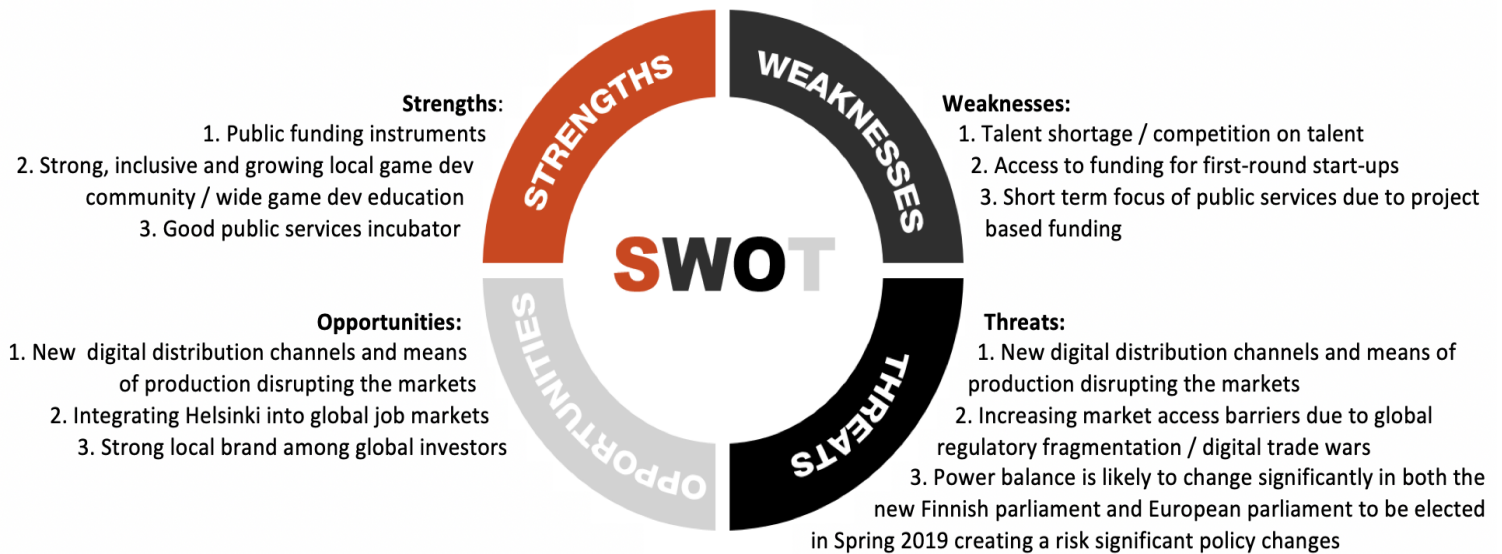 STRENGTHS
WEAKNESSES
Strengths:
1. Public funding instruments
2. Strong, inclusive and growing local game dev
community / wide game dev education
3. Good public services incubator
Weaknesses:
1. Talent shortage / competition on talent
2. Access to funding for first-round start-ups
3. Short term focus of public services due to project
based funding
SWOT
Opportunities:
1. New  digital distribution channels and means
of production disrupting the markets
2. Integrating Helsinki into global job markets
3. Strong local brand among global investors
OPPORTUNITIES
THREATS
Threats:
1. New digital distribution channels and means of
production disrupting the markets
2. Increasing market access barriers due to global
regulatory fragmentation / digital trade wars
3. Power balance is likely to change significantly in both the
new Finnish parliament and European parliament to be elected
in Spring 2019 creating a risk significant policy changes